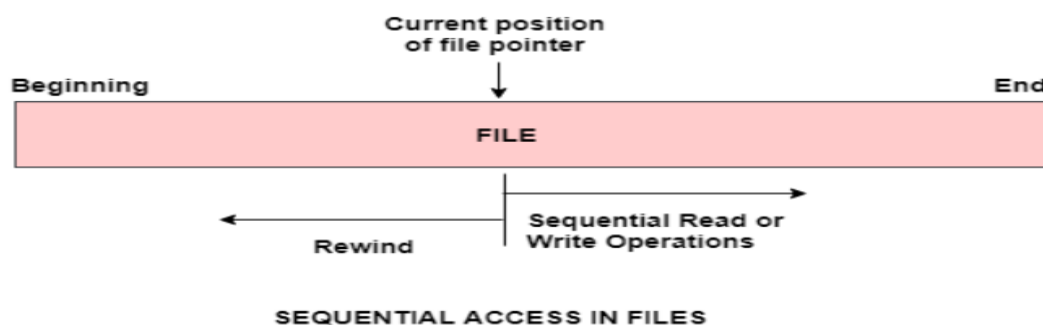 Current position
of file pointer
Beginning
End
FILE
Rewind
Sequential Read or
Write Operations
SEQUENTIAL ACCESS IN FILES